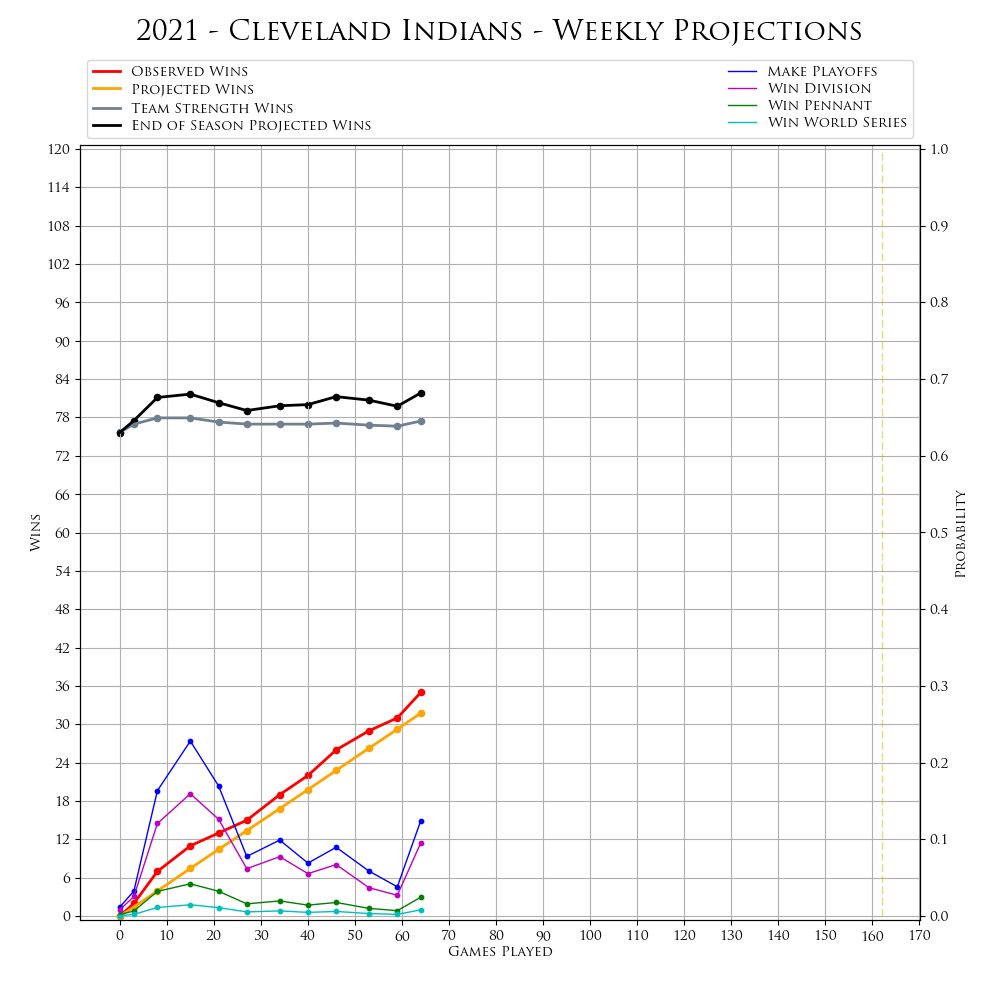 2021 - Cleveland Indians - Weekly Projections
Observed Wins
Projected Wins
Team Strength Wins
End of Season Projected Wins
Make Playoffs
Win Division
Win Pennant
Win World Series
120
114
108
102
96
90
84
78
72
66
60
54
48
42
36
30
24
18
12
6
0
Wins
1.0
0.9
0.8
0.7
0.6
0.5
0.4
0.3
0.2
0.1
0.0
Probability
0 10 20 30 40 50 60 70 80 90 100 110 120 130 140 150 160 170
Games Played